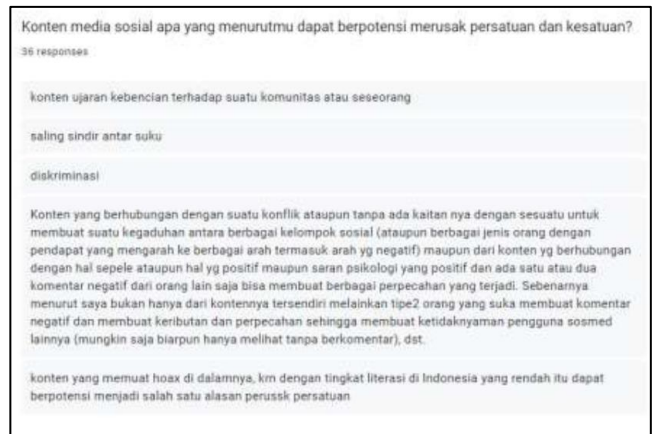 Konten media sosial apa yang menurutmu dapat berpotensi merusak persatuan dan kesatuan?
36 responses
konten ujaran kebencian terhadap suatu komunitas atau seseorang
saling sindir antar suku
diskriminasi
Konten yang berhubungan dengan suatu konflik ataupun tanpa ada kaitan nya dengan sesuatu untuk
membuat suatu kegaduhan antara berbagai kelompok sosial (ataupun berbagai jenis orang dengan
pendapat yang mengarah ke berbagai arah termasuk arah yg negatif) maupun dari konten yg berhubungan
dengan hal sepele ataupun hal yg positif maupun saran psikologi yang positif dan ada satu atau dua
komentar negatif dari orang lain saja bisa membuat berbagai perpecahan yang terjadi. Sebenarnya
menurut saya bukan hanya dari kontennya tersendiri melainkan tipe2 orang yang suka membuat komentar
negatif dan membuat keributan dan perpecahan sehingga membuat ketidaknyaman pengguna sosmed
lainnya (mungkin saja biarpun hanya melihat tanpa berkomentar), dst.
konten yang memuat hoax di dalamnya, krn dengan tingkat literasi di Indonesia yang rendah itu dapat
berpotensi menjadi salah satu alasan perussk persatuan